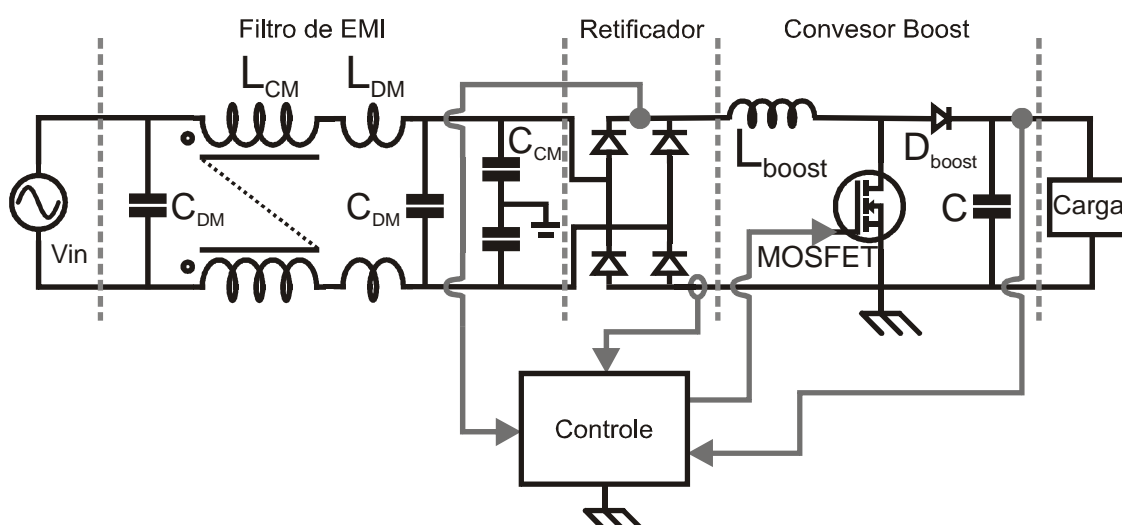 Filtro de EMI
Retificador
Convesor Boost
L CM
L DM
C CM
L boost
D boost
C DM
C DM
C
Carga
Vin
MOSFET
Controle